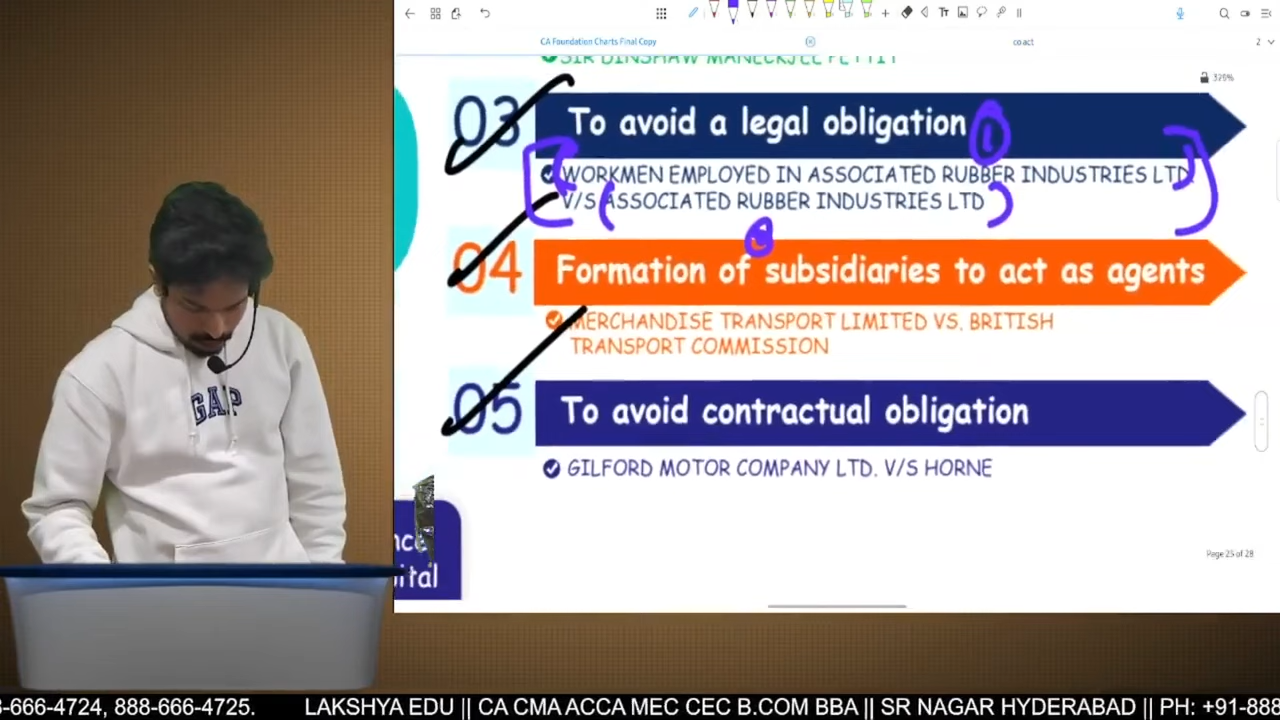 CA Foundation Charts Final Copy
co act
2
SIR DINSHAW MANECKJEE PETTIT
325%
03
To avoid a legal obligation
1
WORKMEN EMPLOYED IN ASSOCIATED RUBBER INDUSTRIES LTD
V/S ASSOCIATED RUBBER INDUSTRIES LTD
04
Formation of subsidiaries to act as agents
MERCHANDISE TRANSPORT LIMITED VS. BRITISH
TRANSPORT COMMISSION
05
To avoid contractual obligation
GILFORD MOTOR COMPANY LTD. V/S HORNE
GAP
Page 25 of 28
-666-4724, 888-666-4725. LAKSHYA EDU || CA CMA ACCA MEC CEC B.COM BBA || SR NAGAR HYDERABAD || PH: +91-888